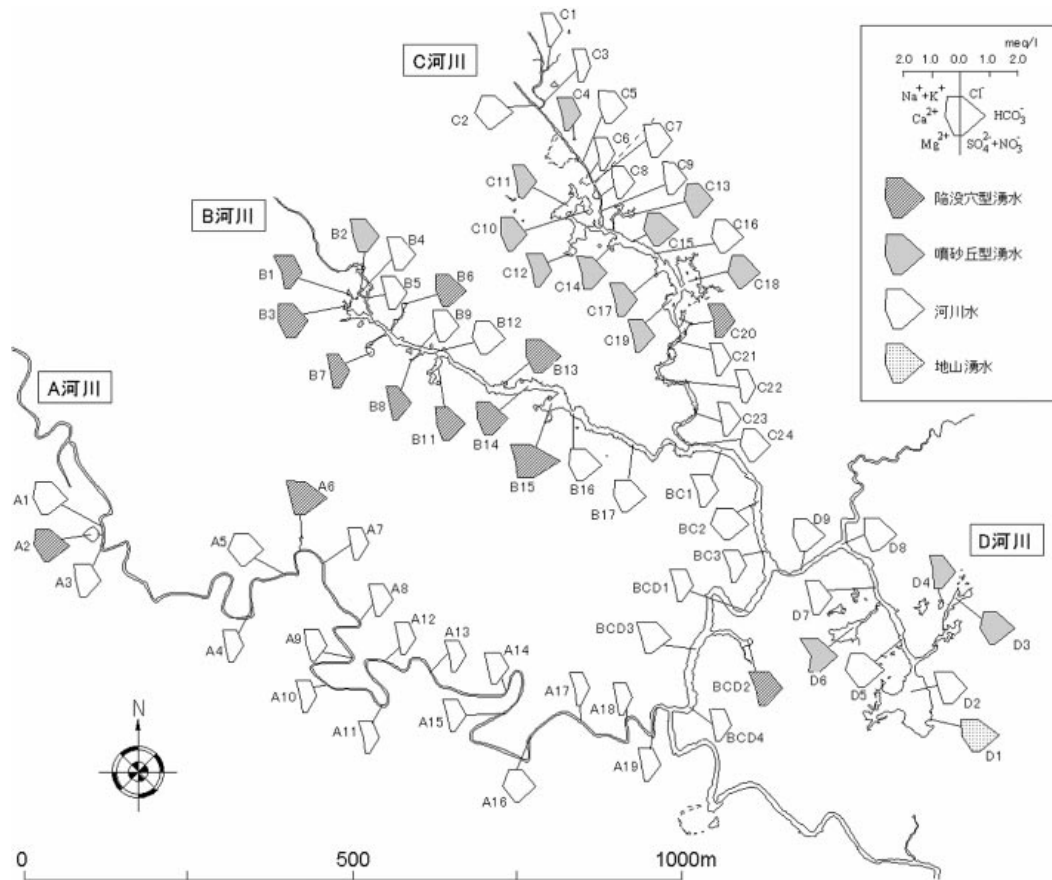 C1
C河川
C3
C2
C4
C5
C6
C7
C8
C9
C11
C13
C10
C16
C15
C12
C14
C18
C17
C19
C20
C21
C22
C23
C24
B河川
B2
B4
B1
B6
B5
B3
B9
B12
B7
B13
B8
B11
B14
B15
B16
B17
BC1
BC2
BC3
A河川
A1
A6
A2
A5
A7
A3
A8
A4
A12
A9
A13
A14
A10
A17
A15
A18
A11
A19
A16
BCD1
BCD3
BCD2
BCD4
D9
D8
D河川
D4
D7
D3
D6
D5
D2
D1
meq/l
2.0 0.0 2.0
Na⁺+K⁺ Cl⁻
Ca²⁺ HCO₃⁻
Mg²⁺ SO₄²⁻+NO₃⁻
陥没穴型湧水
噴砂丘型湧水
河川水
地山湧水
N
0 500 1000m